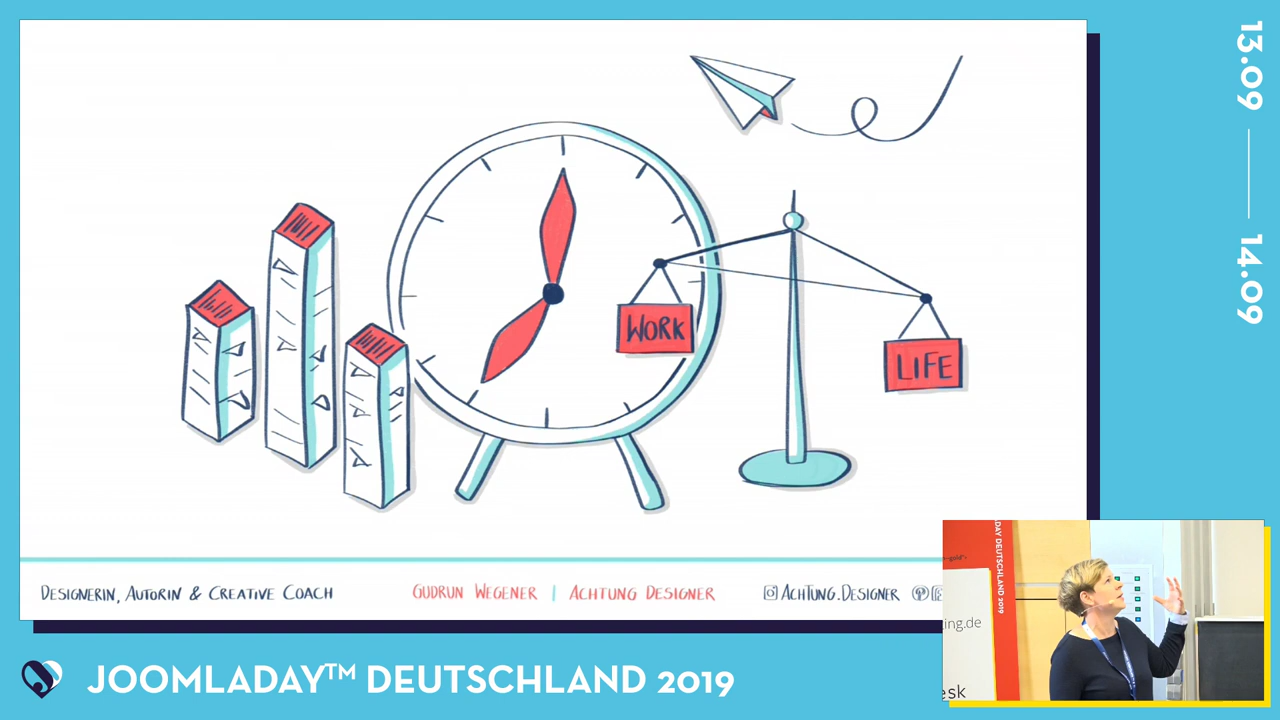 WORK
LIFE
DESIGNERIN, AUTORIN & CREATIVE COACH
GUDRUN WEGENER | ACHTUNG DESIGNER
ACHTUNG.DESIGNER
JOOMLADAY™ DEUTSCHLAND 2019
13.09
14.09
DAY DEUTSCHLAND 2019
ing.de
esk